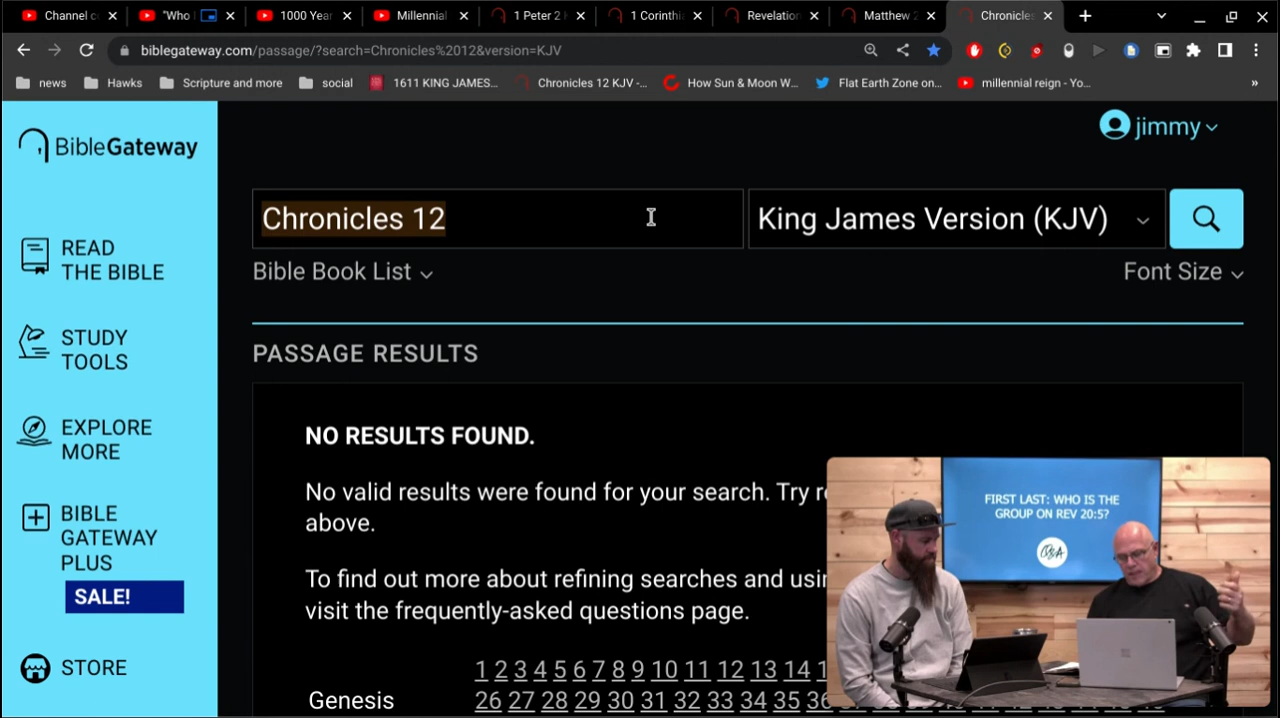 Channel c
"Who
1000 Year
Millennial
1 Peter 2
1 Corinthi
Revelation
Matthew 2
Chronicles
biblegateway.com/passage/?search=Chronicles%2012&version=KJV
news
Hawks
Scripture and more
social
1611 KING JAMES...
Chronicles 12 KJV -...
How Sun & Moon W...
Flat Earth Zone on...
millennial reign - Yo...
»
BibleGateway
jimmy
Chronicles 12
King James Version (KJV)
Bible Book List
Font Size
READ
THE BIBLE
STUDY
TOOLS
EXPLORE
MORE
BIBLE
GATEWAY
PLUS
SALE!
STORE
PASSAGE RESULTS
NO RESULTS FOUND.
No valid results were found for your search. Try
above.
To find out more about refining searches and
visit the frequently-asked questions page.
1 2 3 4 5 6 7 8 9 10 11 12 13 14
Genesis
26 27 28 29 30 31 32 33 34 35
FIRST LAST: WHO IS THE
GROUP ON REV 20:5?
Q&A